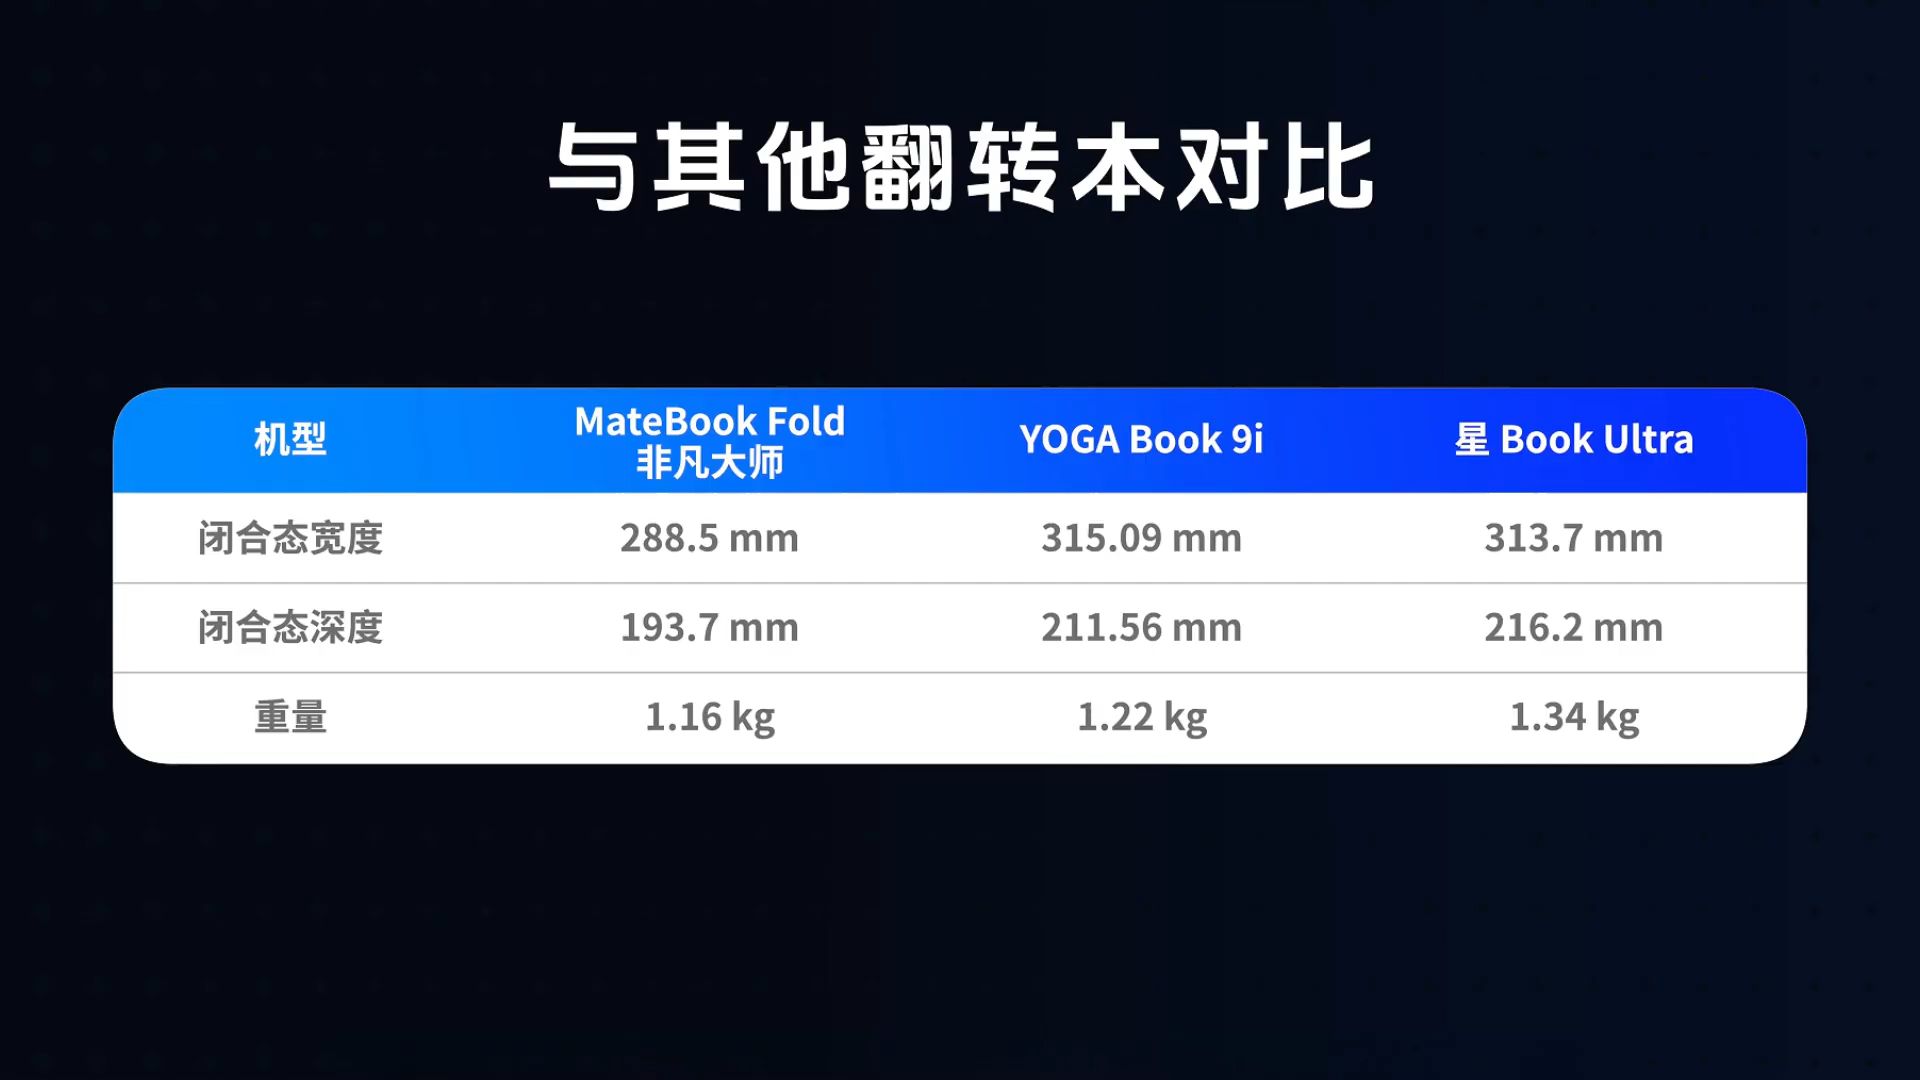 与其他翻转本对比
机型
MateBook Fold
非凡大师
YOGA Book 9i
星 Book Ultra
闭合态宽度
288.5 mm
315.09 mm
313.7 mm
闭合态深度
193.7 mm
211.56 mm
216.2 mm
重量
1.16 kg
1.22 kg
1.34 kg